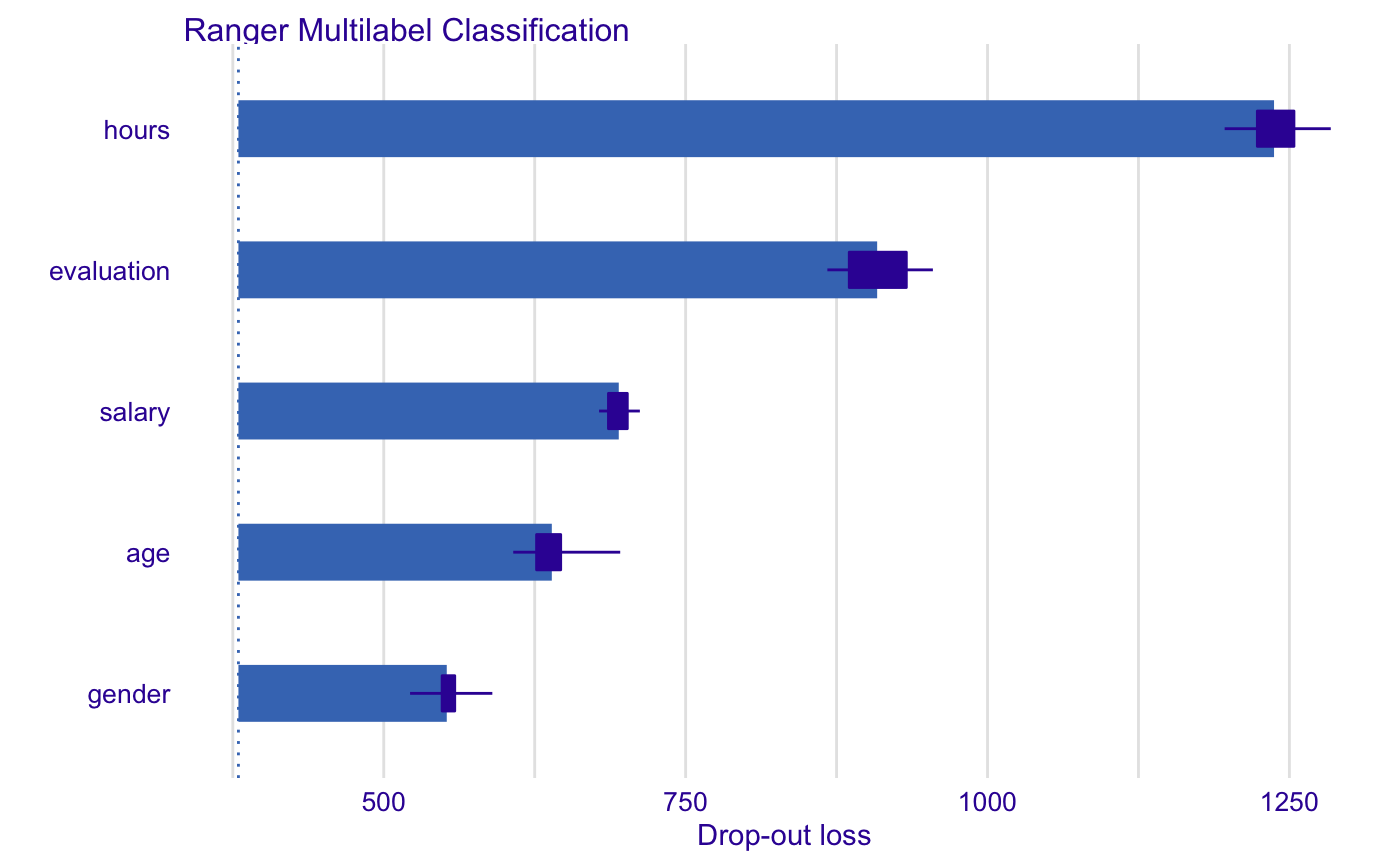 Ranger Multilabel Classification
hours
evaluation
salary
age
gender
500 750 1000 1250
Drop-out loss